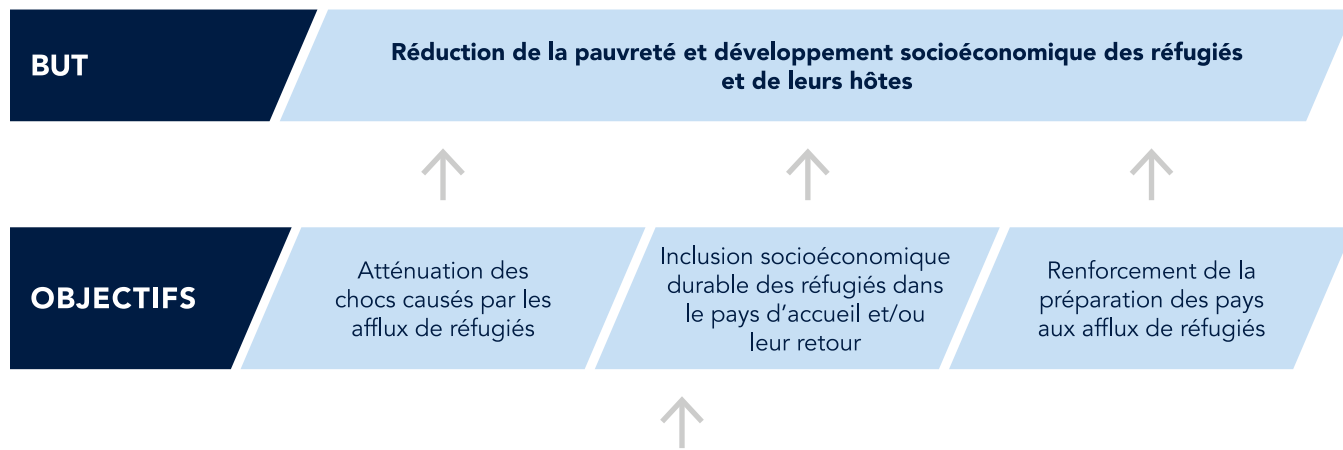 BUT
Réduction de la pauvreté et développement socioéconomique des réfugiés
et de leurs hôtes
OBJECTIFS
Atténuation des
chocs causés par les
afflux de réfugiés
Inclusion socioéconomique
durable des réfugiés dans
le pays d’accueil et/ou
leur retour
Renforcement de la
préparation des pays
aux afflux de réfugiés